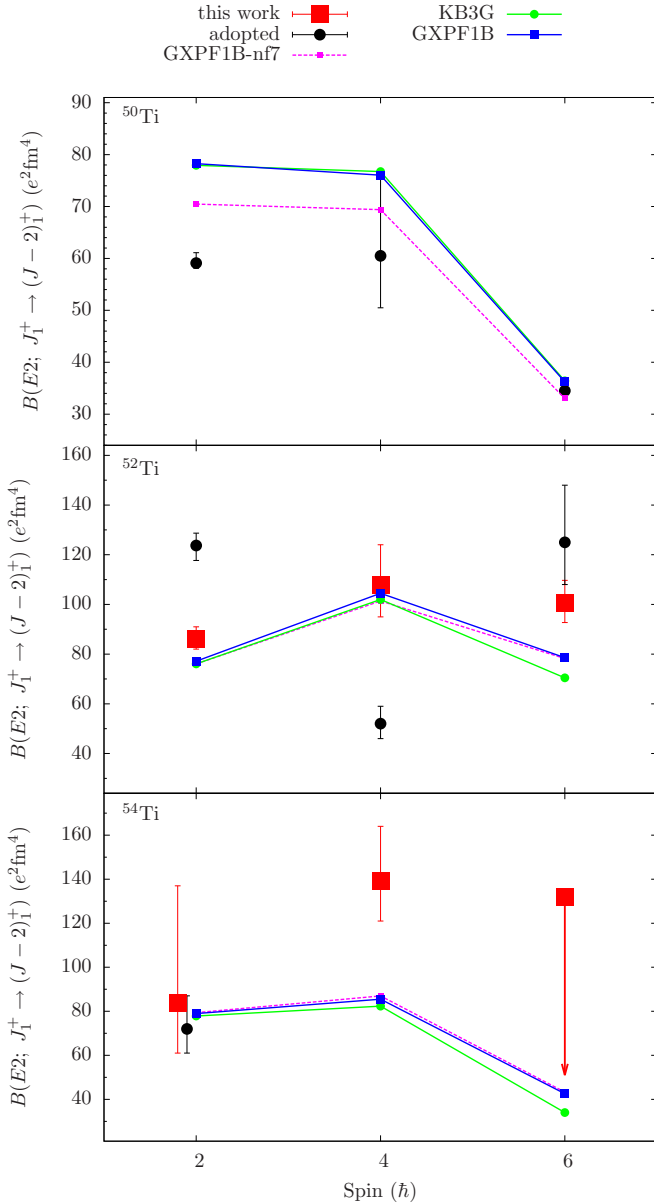 this work
adopted
GXPF1B-nf7
KB3G
GXPF1B
⁵⁰Ti
90
80
70
60
50
40
30
B(E2; J₁⁺ → (J − 2)₁⁺) (e²fm⁴)
⁵²Ti
160
140
120
100
80
60
40
B(E2; J₁⁺ → (J − 2)₁⁺) (e²fm⁴)
⁵⁴Ti
160
140
120
100
80
60
40
B(E2; J₁⁺ → (J − 2)₁⁺) (e²fm⁴)
2 4 6
Spin (ℏ)